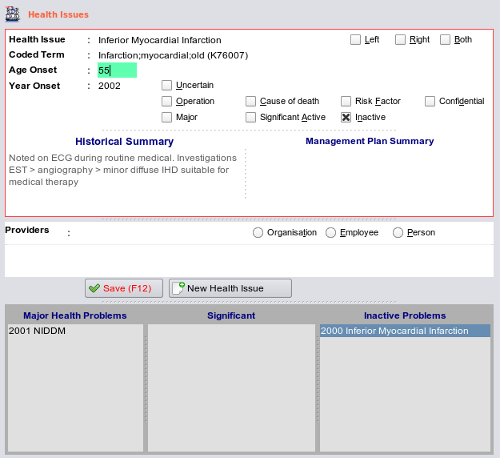 Health Issues
Health Issue : Inferior Myocardial Infarction Left Right Both
Coded Term : Infarction;myocardial;old (K76007)
Age Onset : 55
Year Onset : 2002 Uncertain
Operation Cause of death Risk Factor Confidential
Major Significant Active Inactive
Historical Summary Management Plan Summary
Noted on ECG during routine medical. Investigations
EST > angiography > minor diffuse IHD suitable for
medical therapy
Providers : Organisation Employee Person
Save (F12) New Health Issue
Major Health Problems Significant Inactive Problems
2001 NIDDM 2000 Inferior Myocardial Infarction